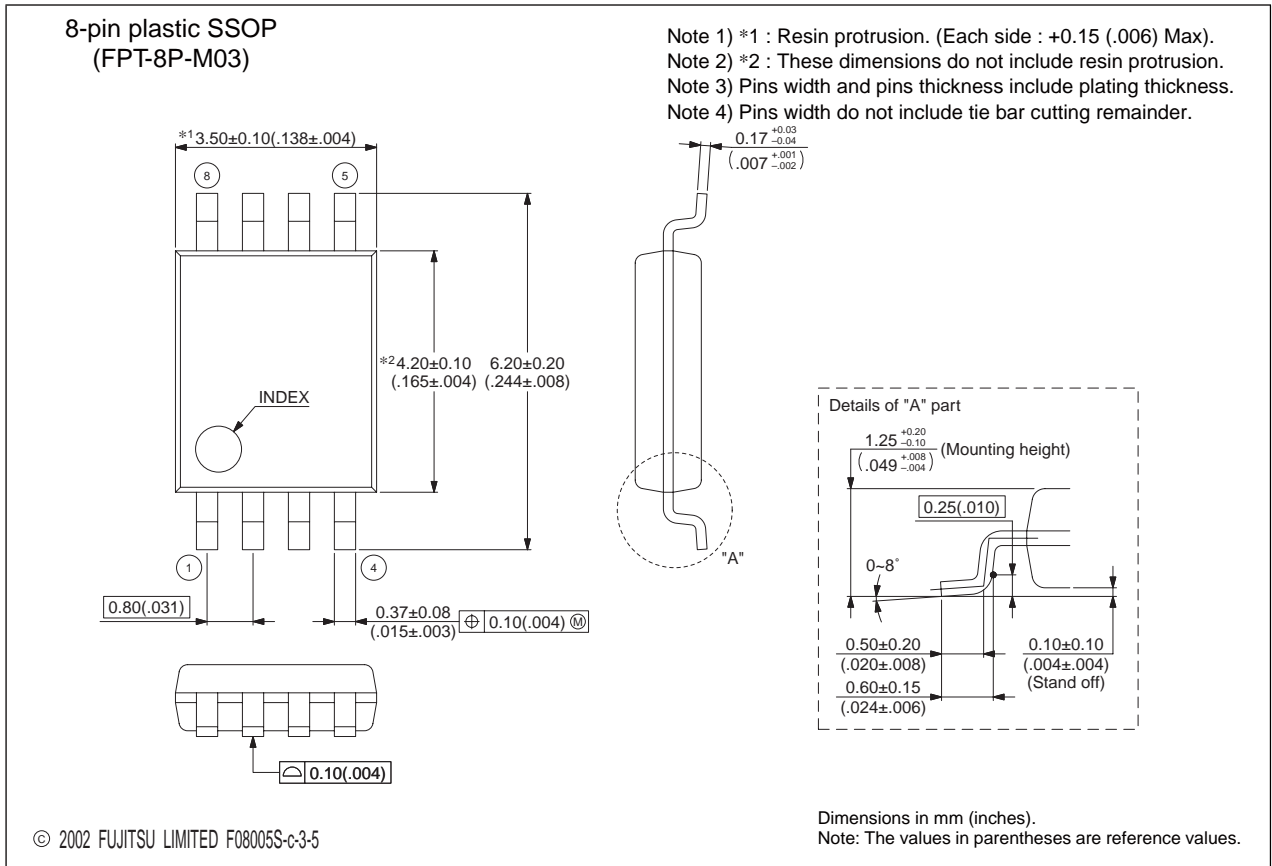 8-pin plastic SSOP
(FPT-8P-M03)
Note 1) *1 : Resin protrusion. (Each side : +0.15 (.006) Max).
Note 2) *2 : These dimensions do not include resin protrusion.
Note 3) Pins width and pins thickness include plating thickness.
Note 4) Pins width do not include tie bar cutting remainder.
*1 3.50±0.10(.138±.004)
0.17 +0.03 –0.04
(.007 +.001 –.002)
8
5
*2 4.20±0.10
(.165±.004)
6.20±0.20
(.244±.008)
INDEX
1
4
"A"
0.80(.031)
0.37±0.08
(.015±.003)
⌖ 0.10(.004) Ⓜ
⌓ 0.10(.004)
Details of "A" part
1.25 +0.20 –0.10 (Mounting height)
(.049 +.008 –.004)
0.25(.010)
0~8°
0.50±0.20
(.020±.008)
0.60±0.15
(.024±.006)
0.10±0.10
(.004±.004)
(Stand off)
© 2002 FUJITSU LIMITED F08005S-c-3-5
Dimensions in mm (inches).
Note: The values in parentheses are reference values.